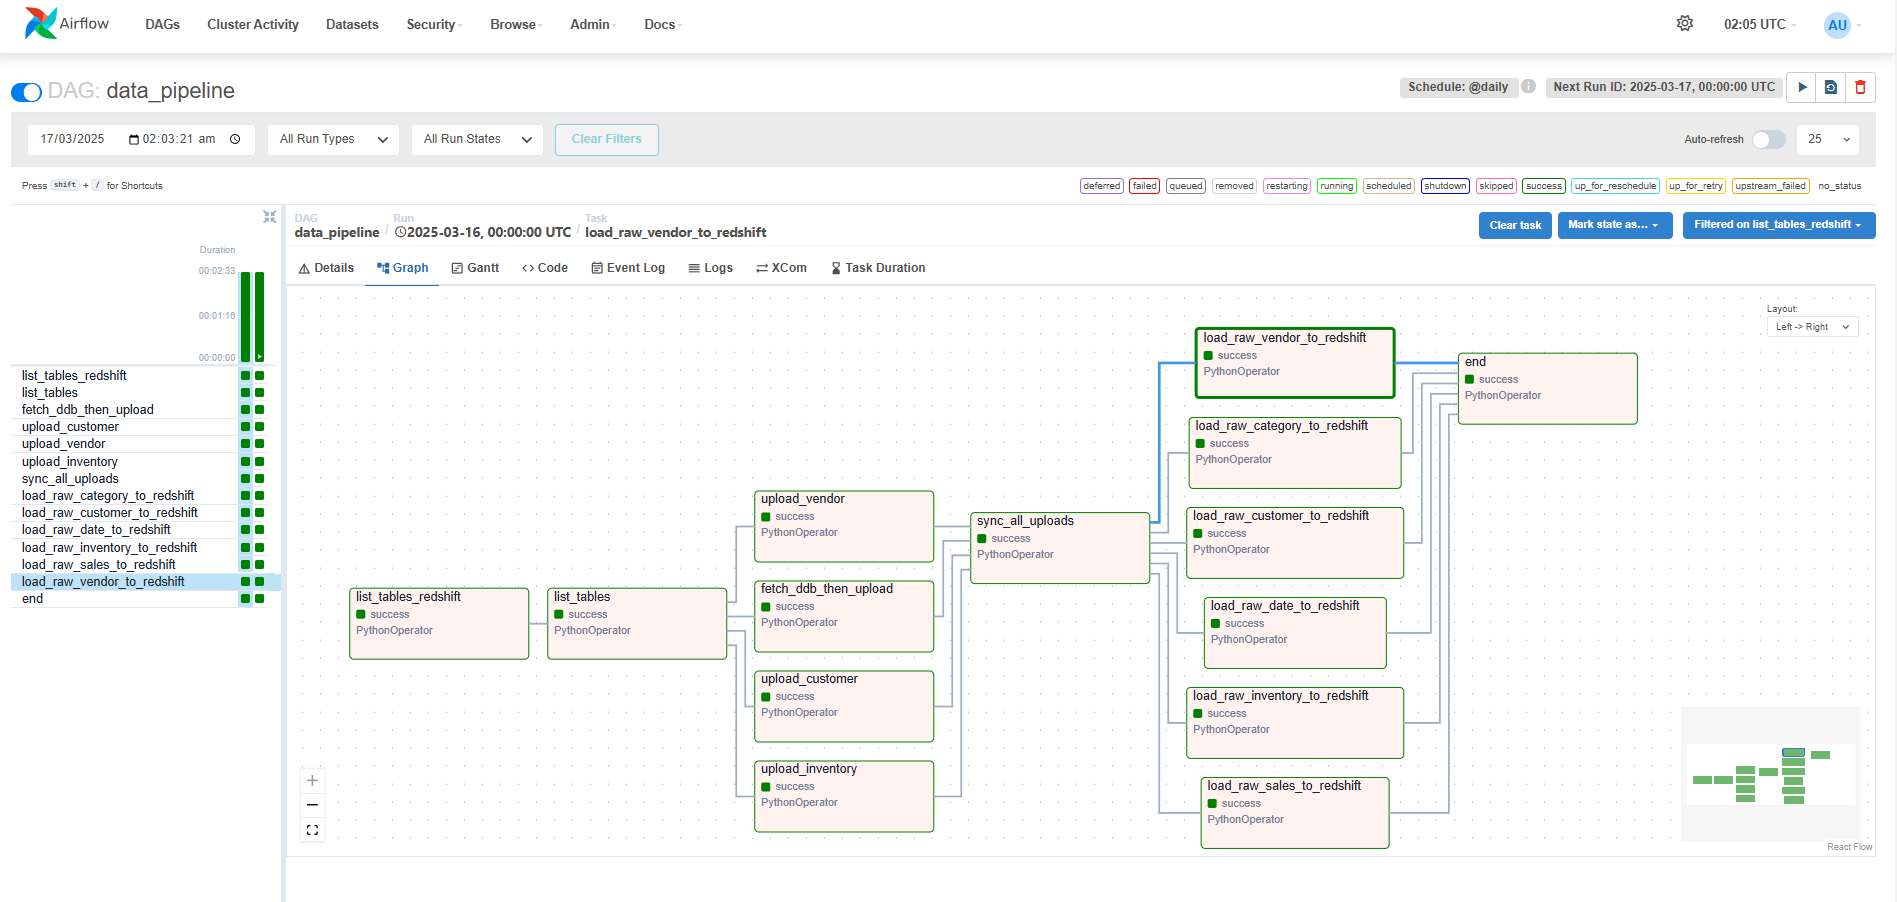 Airflow DAGs Cluster Activity Datasets Security Browse Admin Docs 02:05 UTC AU
DAG: data_pipeline Schedule: @daily i Next Run ID: 2025-03-17, 00:00:00 UTC
17/03/2025 02:03:21 am All Run Types All Run States Clear Filters Auto-refresh 25
Press shift + / for Shortcuts deferred failed queued removed restarting running scheduled shutdown skipped success up_for_reschedule up_for_retry upstream_failed no_status
DAG Run Task
data_pipeline / 2025-03-16, 00:00:00 UTC / load_raw_vendor_to_redshift Clear task Mark state as... Filtered on list_tables_redshift
Details Graph Gantt Code Event Log Logs XCom Task Duration
Duration
00:02:33
00:01:16
00:00:00
list_tables_redshift
list_tables
fetch_ddb_then_upload
upload_customer
upload_vendor
upload_inventory
sync_all_uploads
load_raw_category_to_redshift
load_raw_customer_to_redshift
load_raw_date_to_redshift
load_raw_inventory_to_redshift
load_raw_sales_to_redshift
load_raw_vendor_to_redshift
end
Layout:
Left -> Right
list_tables_redshift
success
PythonOperator
list_tables
success
PythonOperator
upload_vendor
success
PythonOperator
fetch_ddb_then_upload
success
PythonOperator
upload_customer
success
PythonOperator
upload_inventory
success
PythonOperator
sync_all_uploads
success
PythonOperator
load_raw_vendor_to_redshift
success
PythonOperator
load_raw_category_to_redshift
success
PythonOperator
load_raw_customer_to_redshift
success
PythonOperator
load_raw_date_to_redshift
success
PythonOperator
load_raw_inventory_to_redshift
success
PythonOperator
load_raw_sales_to_redshift
success
PythonOperator
end
success
PythonOperator
React Flow